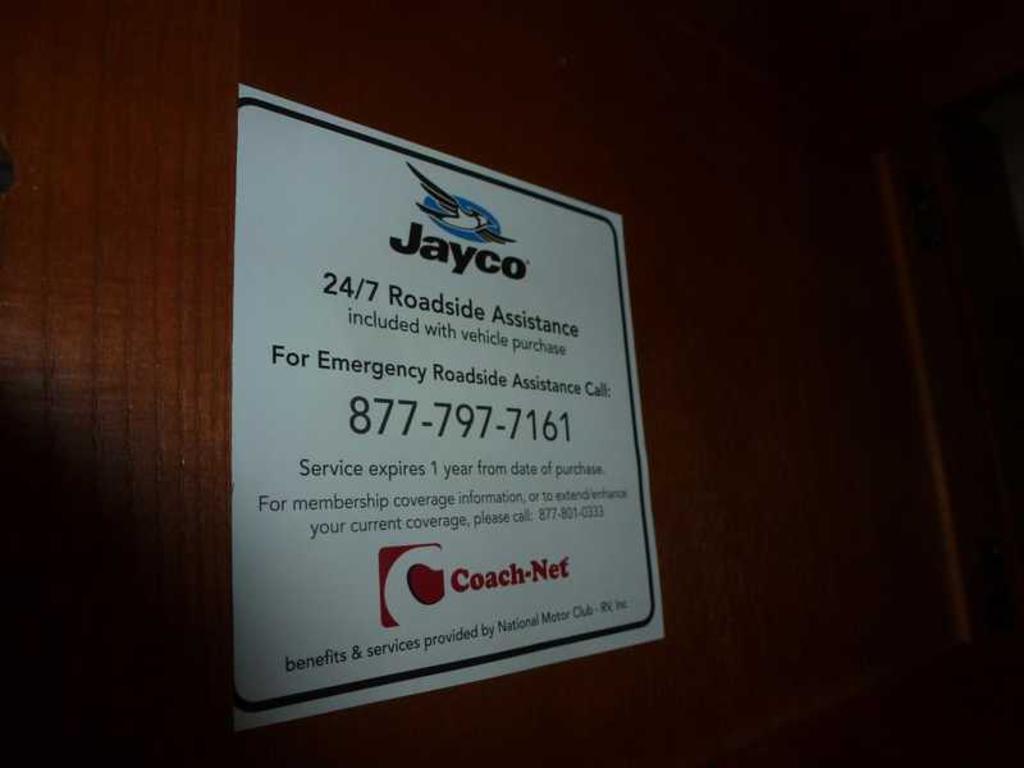 Jayco
24/7 Roadside Assistance
included with vehicle purchase
For Emergency Roadside Assistance Call:
877-797-7161
Service expires 1 year from date of purchase.
For membership coverage information, or to extend/enhance
your current coverage, please call: 877-801-0333
Coach-Net
benefits & services provided by National Motor Club - RV, Inc.